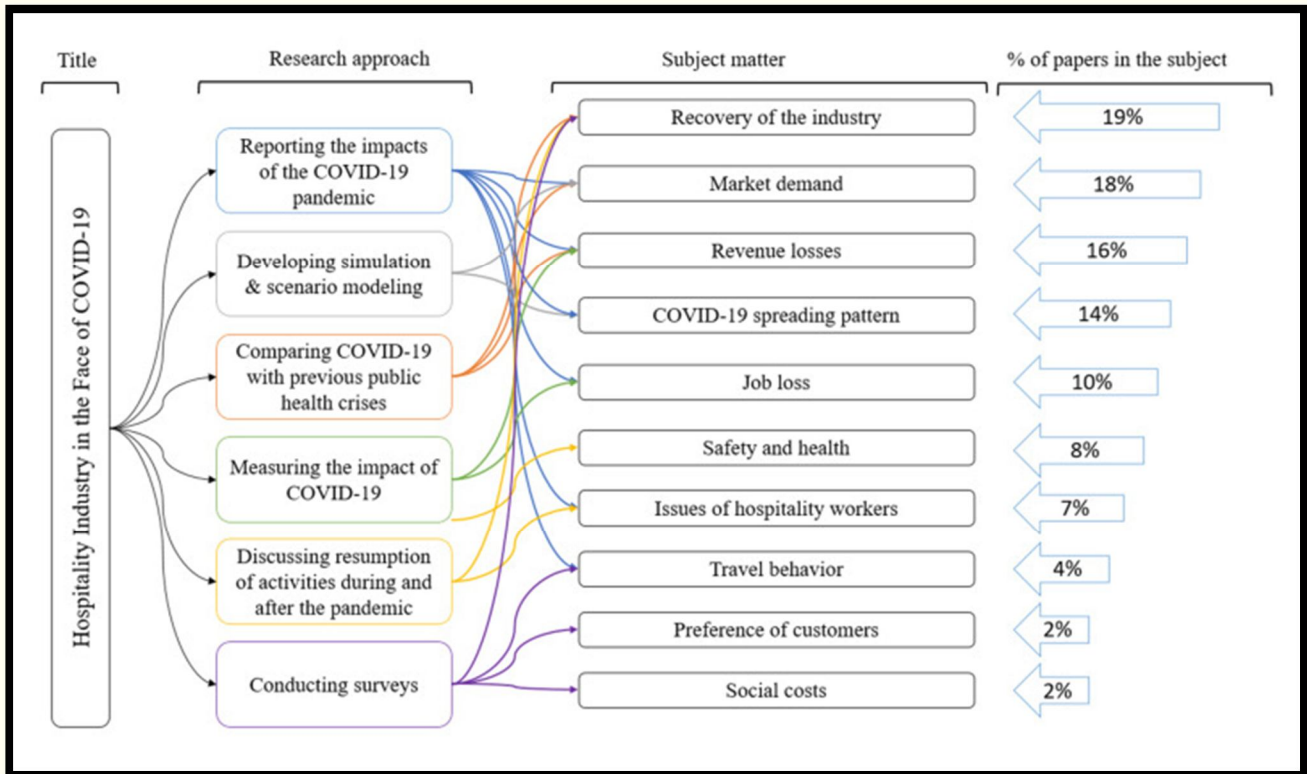 Title
Research approach
Subject matter
% of papers in the subject
Hospitality Industry in the Face of COVID-19
Reporting the impacts
of the COVID-19
pandemic
Developing simulation
& scenario modeling
Comparing COVID-19
with previous public
health crises
Measuring the impact of
COVID-19
Discussing resumption
of activities during and
after the pandemic
Conducting surveys
Recovery of the industry
19%
Market demand
18%
Revenue losses
16%
COVID-19 spreading pattern
14%
Job loss
10%
Safety and health
8%
Issues of hospitality workers
7%
Travel behavior
4%
Preference of customers
2%
Social costs
2%